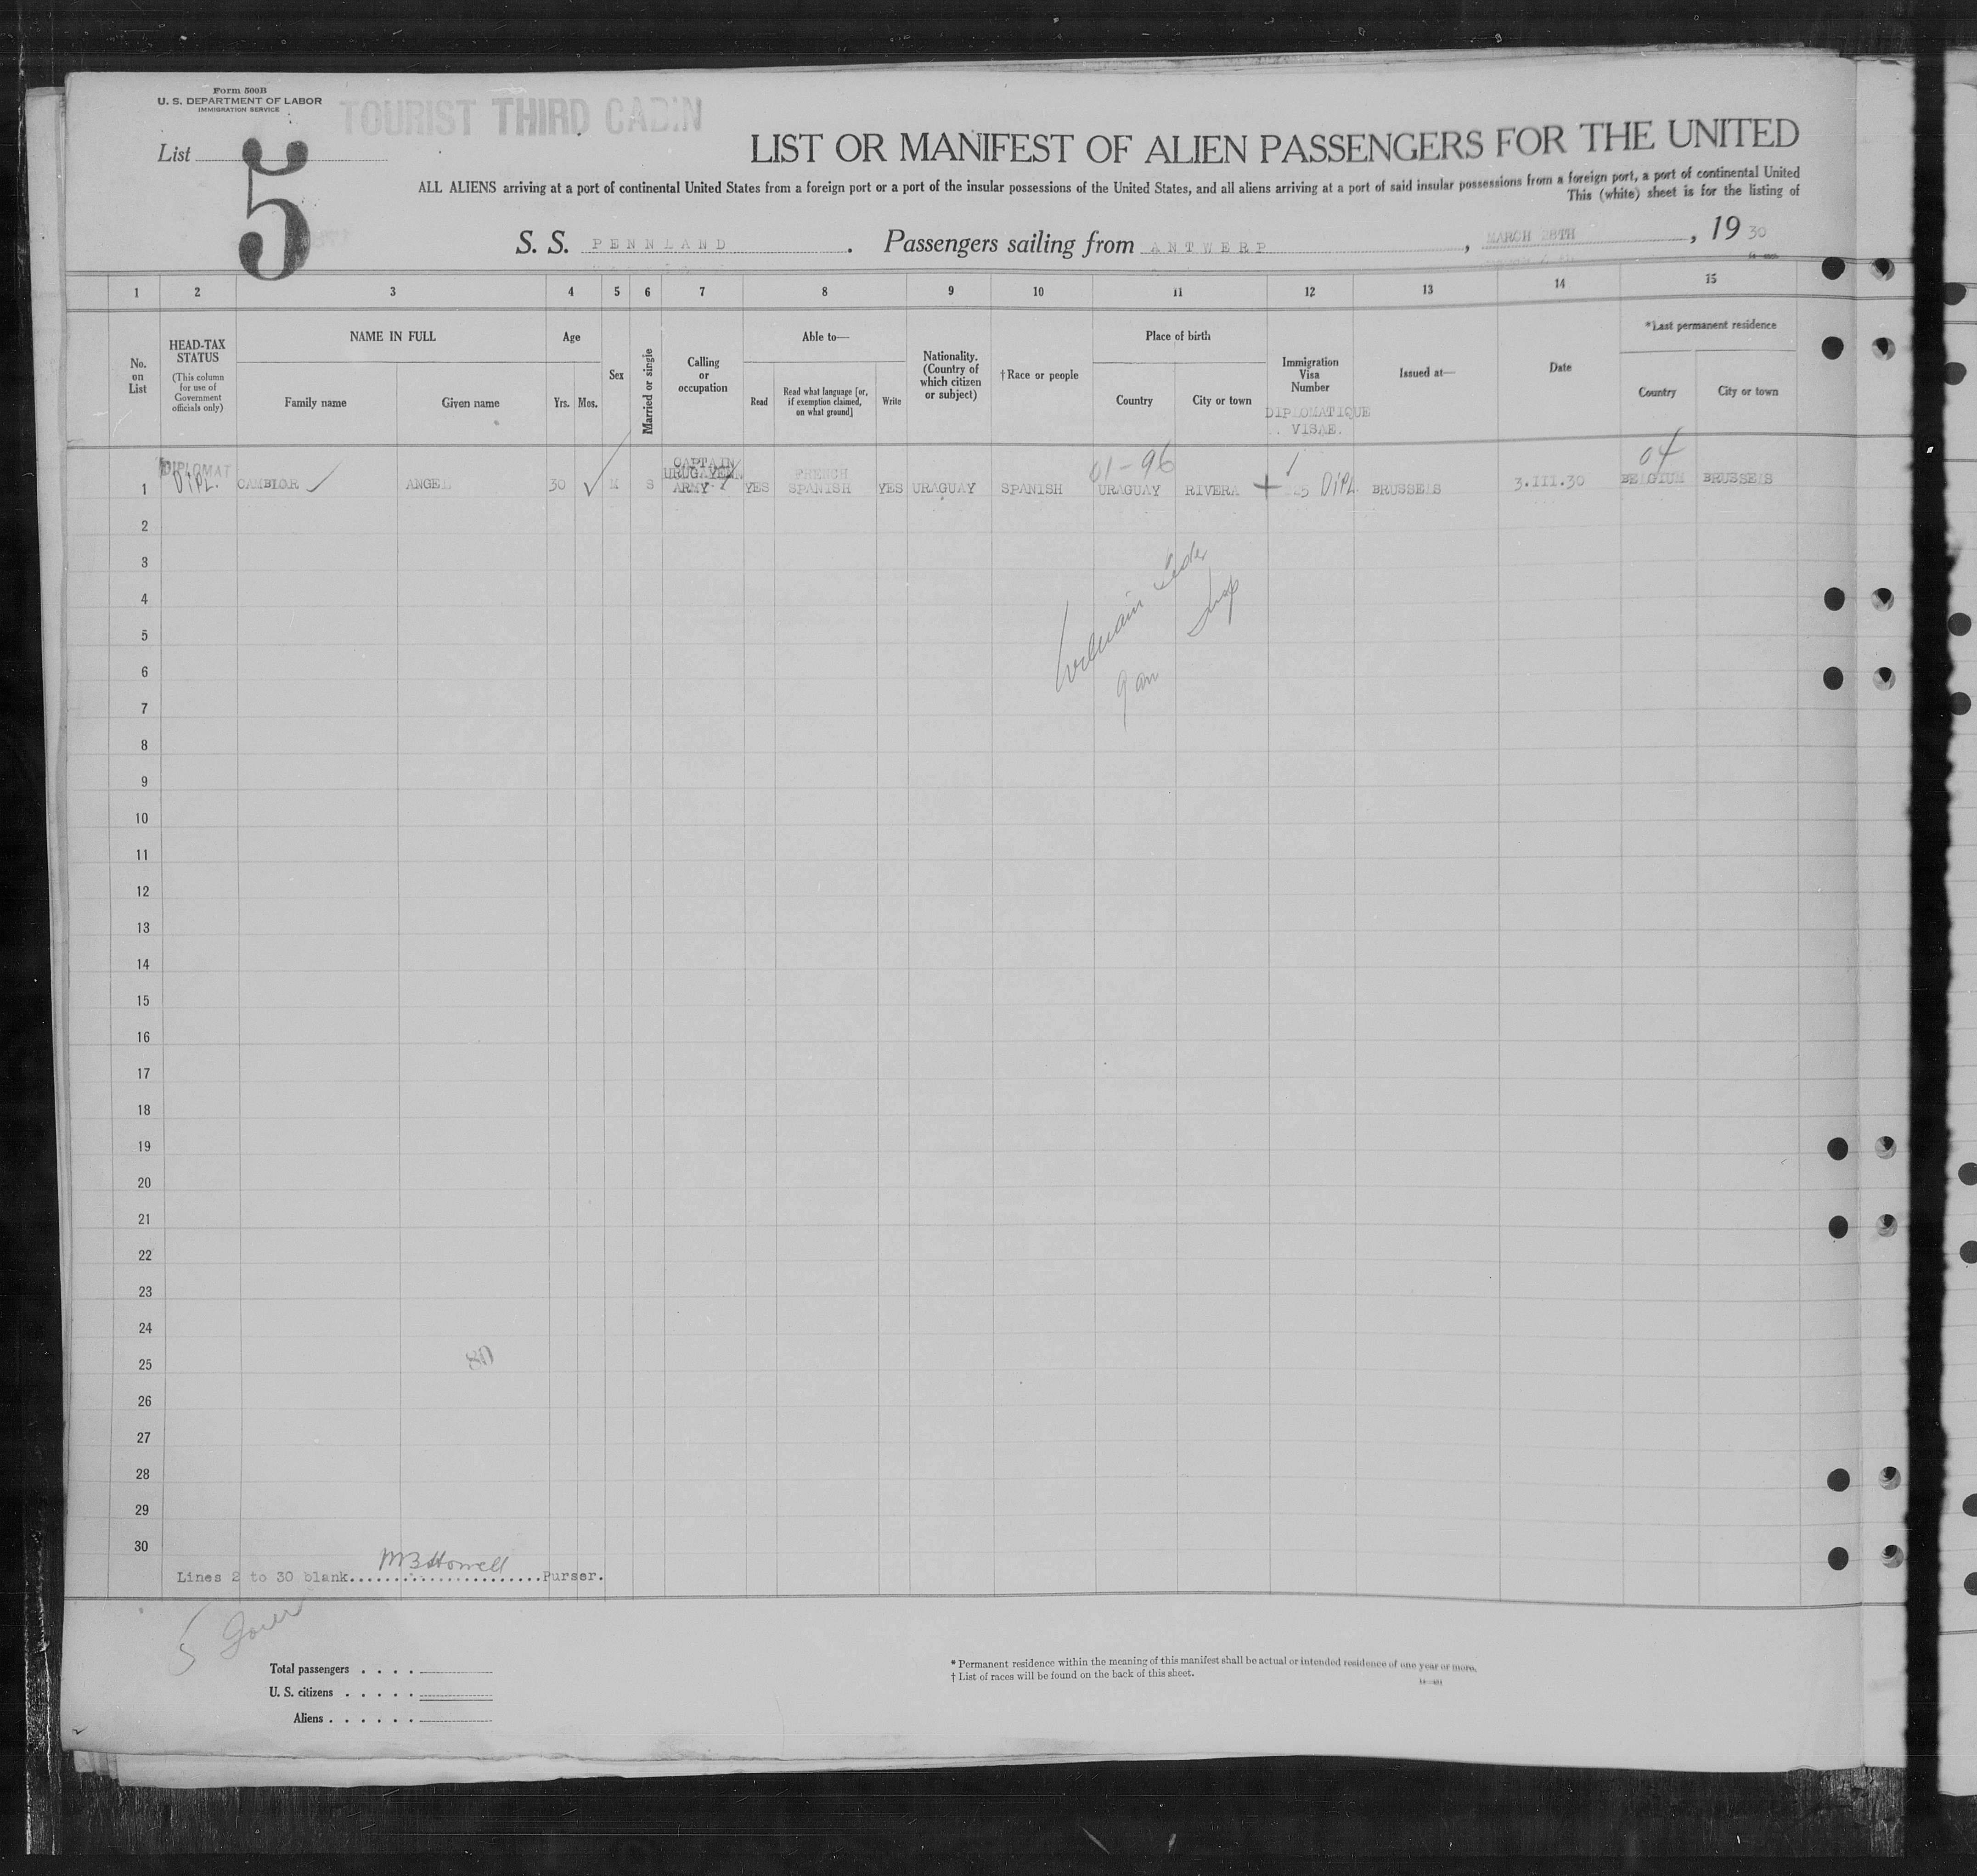 Form 500B
U. S. DEPARTMENT OF LABOR
IMMIGRATION SERVICE
TOURIST THIRD CABIN
List 5
LIST OR MANIFEST OF ALIEN PASSENGERS FOR THE UNITED
ALL ALIENS arriving at a port of continental United States from a foreign port or a port of the insular possessions of the United States, and all aliens arriving at a port of said insular possessions from a foreign port, a port of continental United
This (white) sheet is for the listing of
S. S. PENNLAND. Passengers sailing from ANTWERP, MARCH 28TH, 1930
1 2 3 4 5 6 7 8 9 10 11 12 13 14 15
No. on List
HEAD-TAX STATUS
(This column for use of Government officials only)
NAME IN FULL
Family name
Given name
Age
Yrs. Mos.
Sex
Married or single
Calling or occupation
Able to—
Read
Read what language [or, if exemption claimed, on what ground]
Write
Nationality. (Country of which citizen or subject)
†Race or people
Place of birth
Country
City or town
Immigration Visa Number
DIPLOMATIQUE
VISAE.
Issued at—
Date
*Last permanent residence
Country
City or town
01-96
04
DIPLOMAT
CAPTAIN
FRENCH
1 DIPL. CAMBLOR ANGEL 30 M S URUGAYEN ARMY YES SPANISH YES URAGUAY SPANISH URAGUAY RIVERA DIPL. BRUSSELS 3.III.30 BELGIUM BRUSSELS
2
3
4
5
6
7
8
9
10
11
12
13
14
15
16
17
18
19
20
21
22
23
24
25
26
27
28
29
30
80
Lines 2 to 30 blank MB Howell Purser.
5
Total passengers . . . .
U. S. citizens . . . . .
Aliens . . . . . .
* Permanent residence within the meaning of this manifest shall be actual or intended residence of one year or more.
† List of races will be found on the back of this sheet.